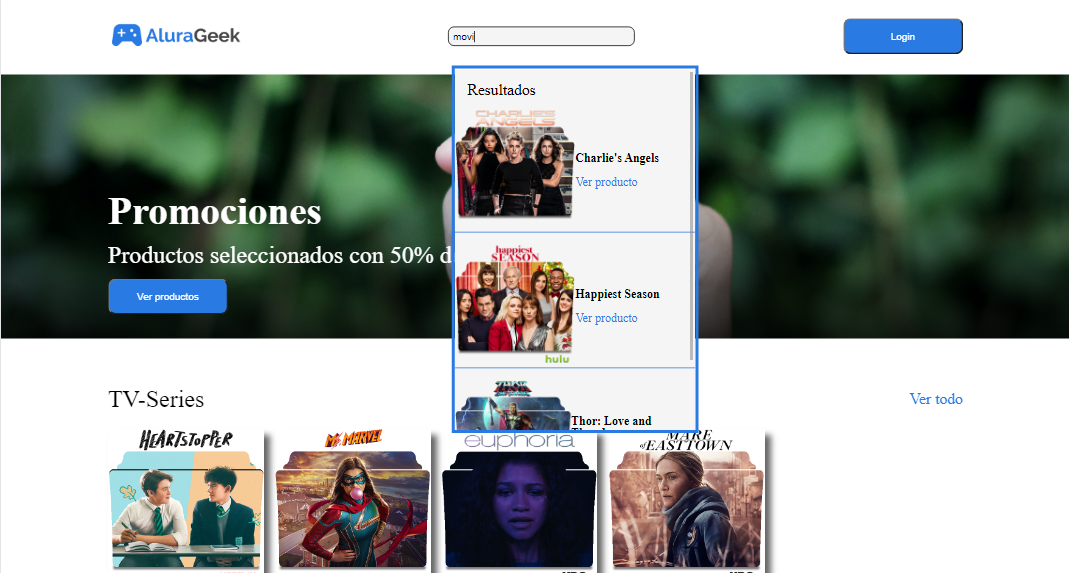 AluraGeek
movi
Login
Resultados
CHARLIE'S ANGELS
Charlie's Angels
Ver producto
Promociones
Productos seleccionados con 50% d
Ver productos
happiest
SEASON
Happiest Season
Ver producto
hulu
TV-Series
Ver todo
Thor: Love and
HEARTSTOPPER
MS. MARVEL
euphoria
MARE
of EASTTOWN